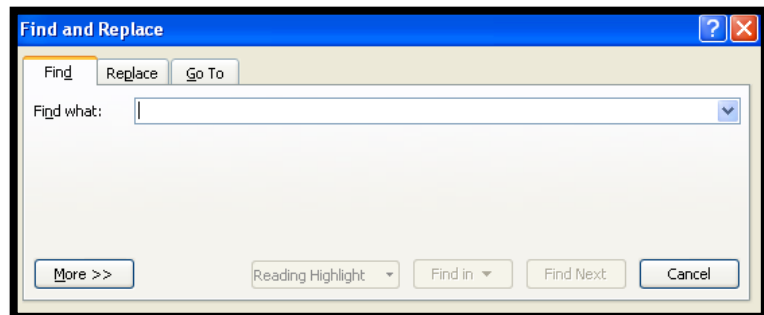 Find and Replace
Find Replace Go To
Find what:
More >> Reading Highlight Find in Find Next Cancel